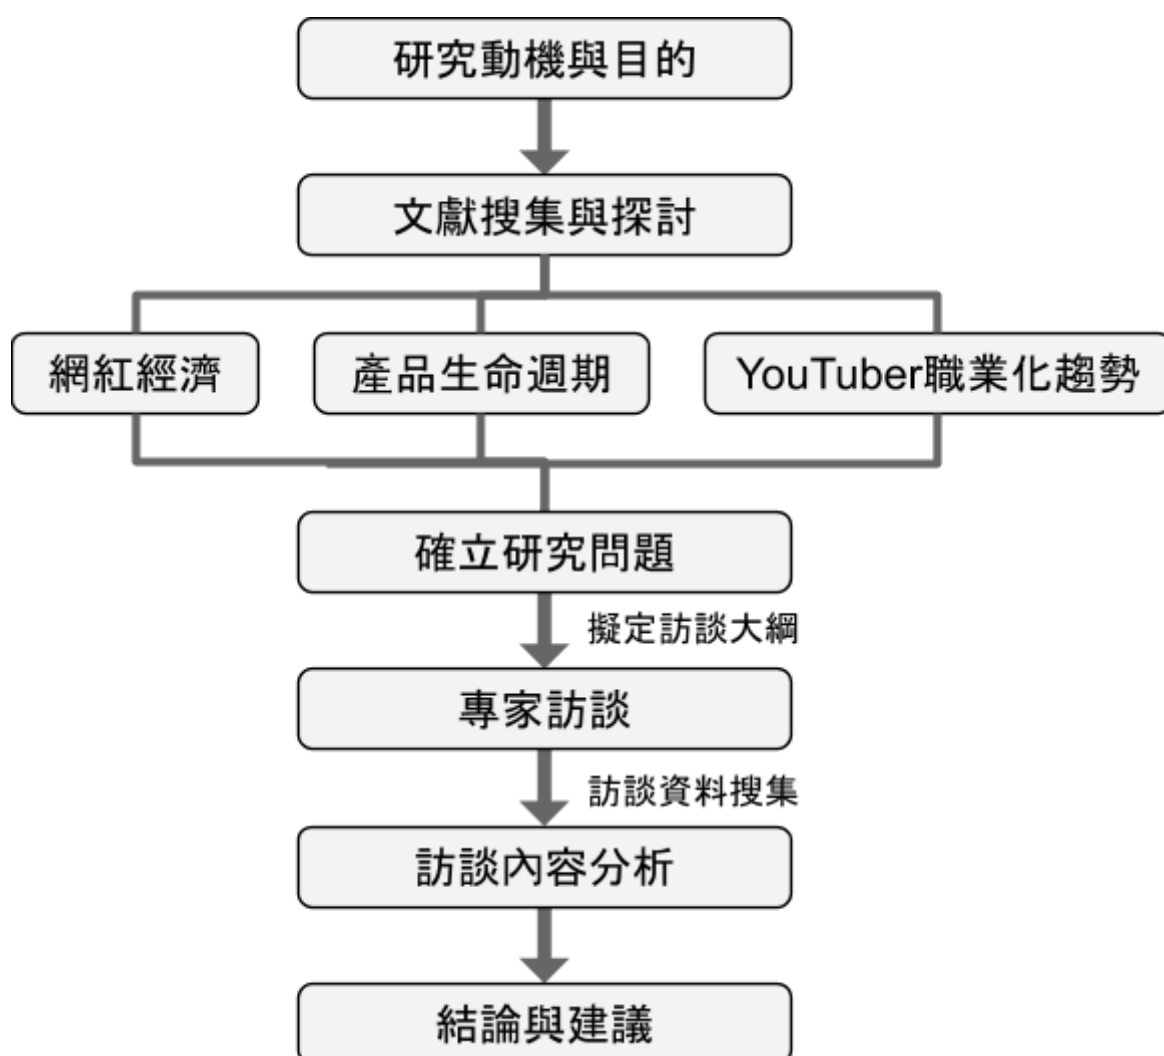 研究動機與目的
文獻搜集與探討
網紅經濟
產品生命週期
YouTuber職業化趨勢
確立研究問題
擬定訪談大綱
專家訪談
訪談資料搜集
訪談內容分析
結論與建議